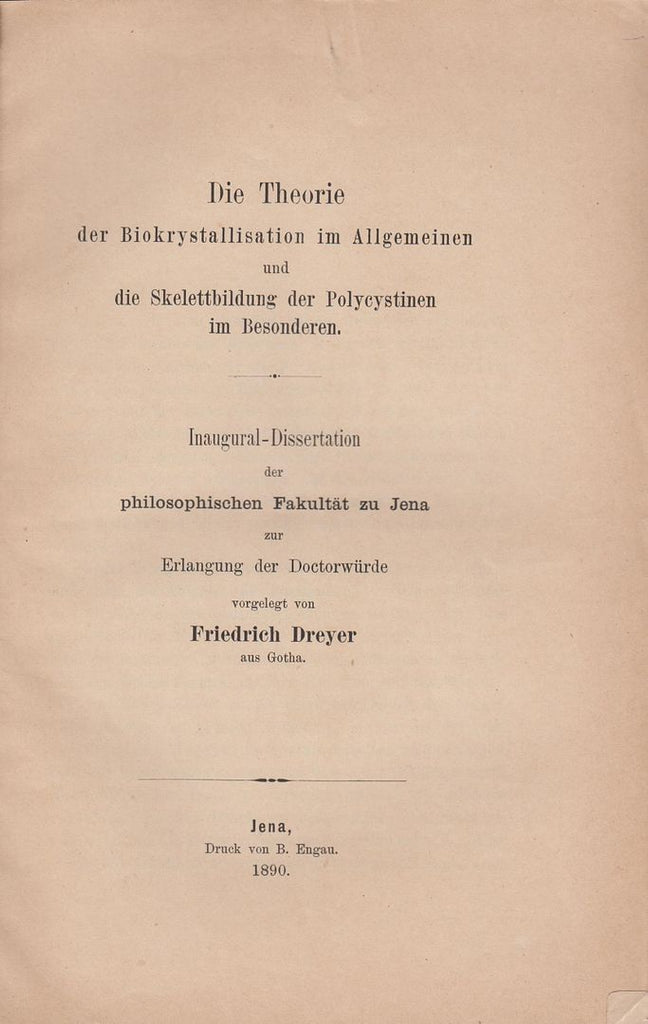 Die Theorie
der Biokrystallisation im Allgemeinen
und
die Skelettbildung der Polycystinen
im Besonderen.
Inaugural-Dissertation
der
philosophischen Fakultät zu Jena
zur
Erlangung der Doctorwürde
vorgelegt von
Friedrich Dreyer
aus Gotha.
Jena,
Druck von B. Engau.
1890.